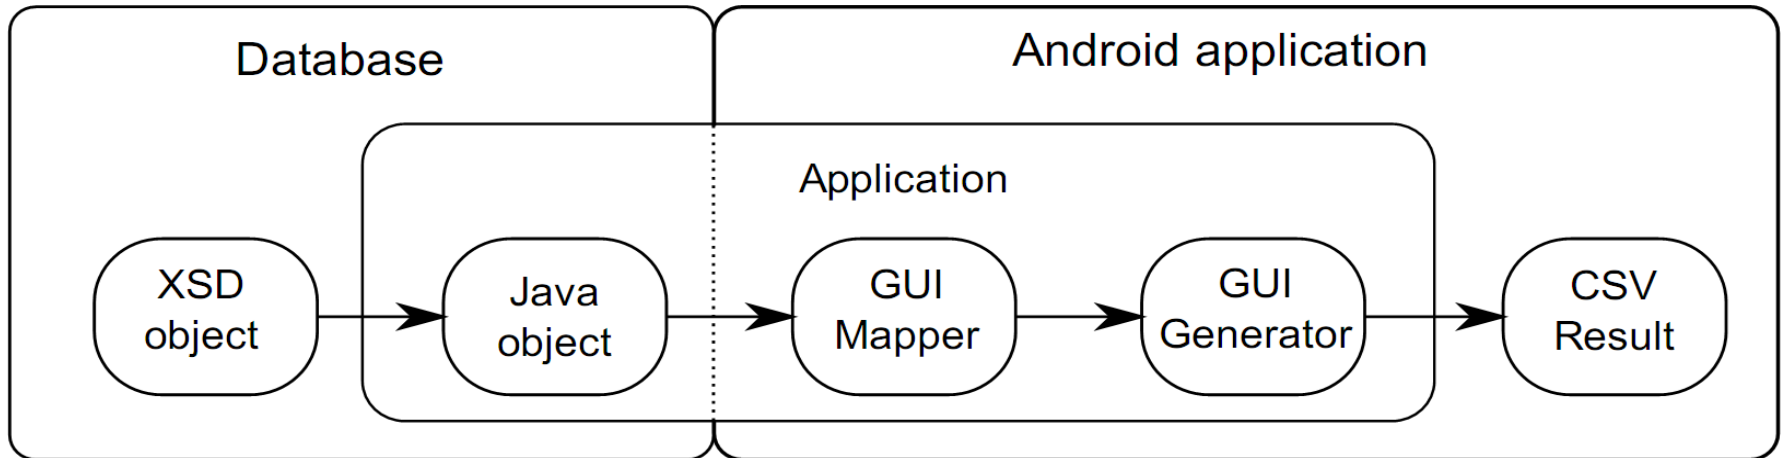 Database
Android application
Application
XSD
object
Java
object
GUI
Mapper
GUI
Generator
CSV
Result